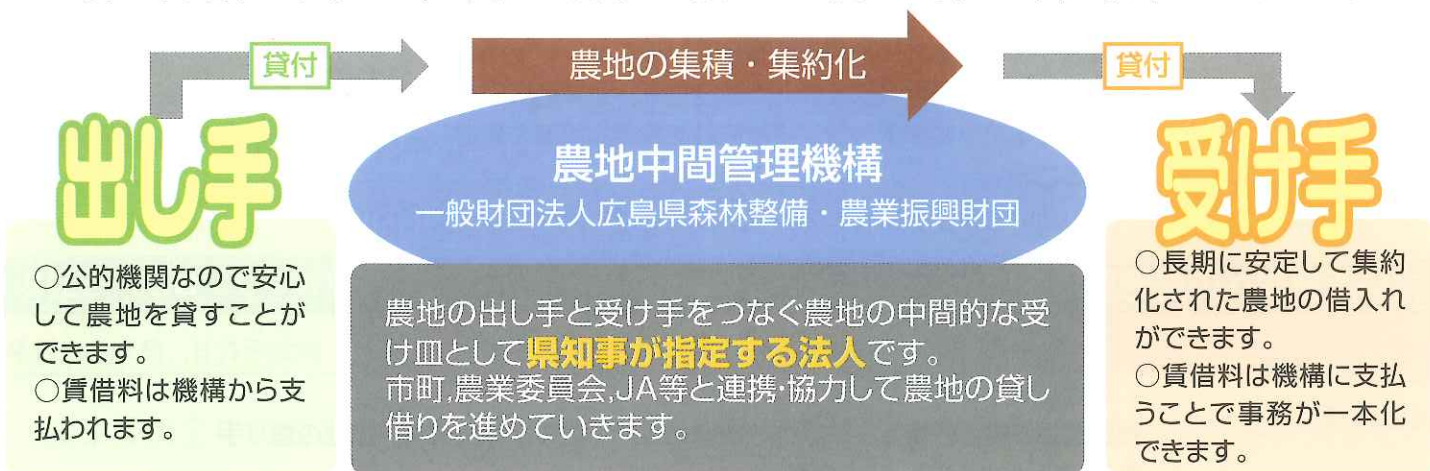 貸付
農地の集積・集約化
貸付
出し手
農地中間管理機構
一般財団法人広島県森林整備・農業振興財団
受け手
○公的機関なので安心
して農地を貸すことが
できます。
○賃借料は機構から支
払われます。
農地の出し手と受け手をつなぐ農地の中間的な受
け皿として県知事が指定する法人です。
市町,農業委員会,JA等と連携・協力して農地の貸し
借りを進めていきます。
○長期に安定して集約
化された農地の借入れ
ができます。
○賃借料は機構に支払
うことで事務が一本化
できます。